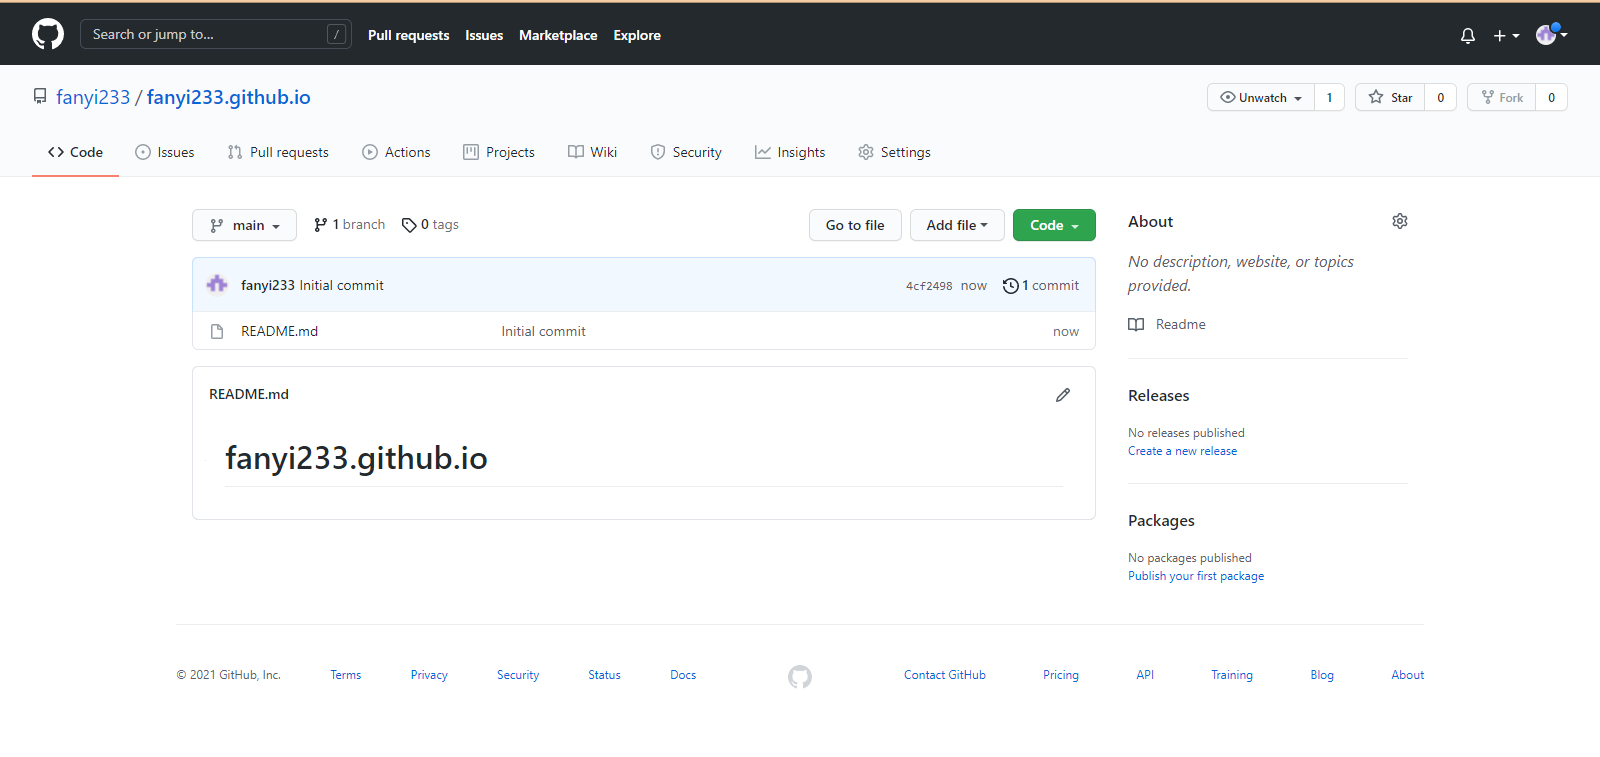 Search or jump to... /
Pull requests Issues Marketplace Explore
fanyi233 / fanyi233.github.io
Unwatch 1 Star 0 Fork 0
Code Issues Pull requests Actions Projects Wiki Security Insights Settings
main 1 branch 0 tags Go to file Add file Code
fanyi233 Initial commit 4cf2498 now 1 commit
README.md Initial commit now
README.md
fanyi233.github.io
About
No description, website, or topics
provided.
Readme
Releases
No releases published
Create a new release
Packages
No packages published
Publish your first package
© 2021 GitHub, Inc. Terms Privacy Security Status Docs Contact GitHub Pricing API Training Blog About